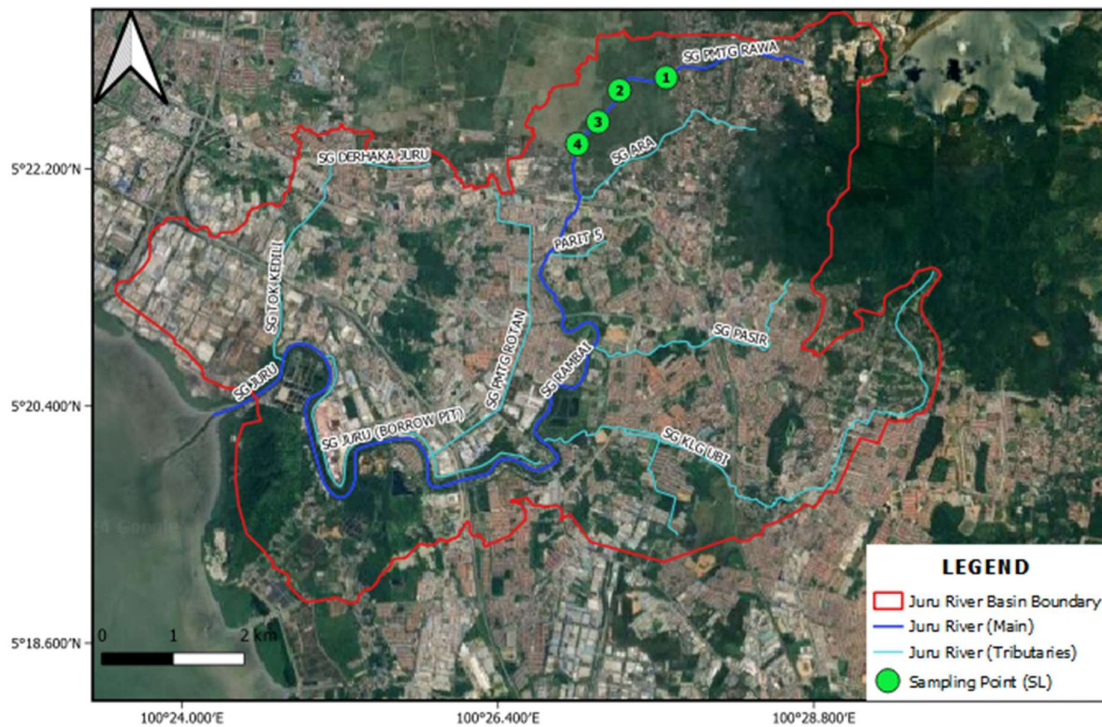 SG PMTG RAWA
1
2
3
4
SG ARA
SG DERHAKA JURU
5°22.200'N
PARIT 5
SG TOK KEDILI
SG PMTG ROTAN
SG PASIR
SG RAMBAI
SG JURU
5°20.400'N
SG JURU (BORROW PIT)
SG KLG UBI
LEGEND
Juru River Basin Boundary
Juru River (Main)
Juru River (Tributaries)
Sampling Point (SL)
0 1 2 km
5°18.600'N
100°24.000'E 100°26.400'E 100°28.800'E